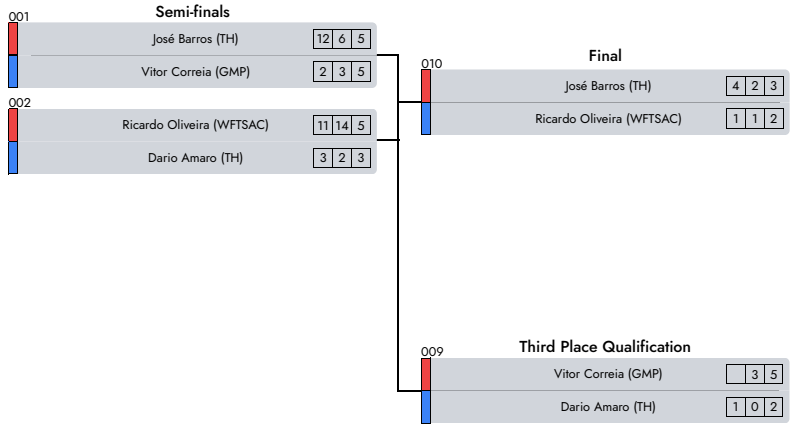 Semi-finals
001
José Barros (TH) 12 6 5
Vitor Correia (GMP) 2 3 5
002
Ricardo Oliveira (WFTSAC) 11 14 5
Dario Amaro (TH) 3 2 3
Final
010
José Barros (TH) 4 2 3
Ricardo Oliveira (WFTSAC) 1 1 2
Third Place Qualification
009
Vitor Correia (GMP) 3 5
Dario Amaro (TH) 1 0 2